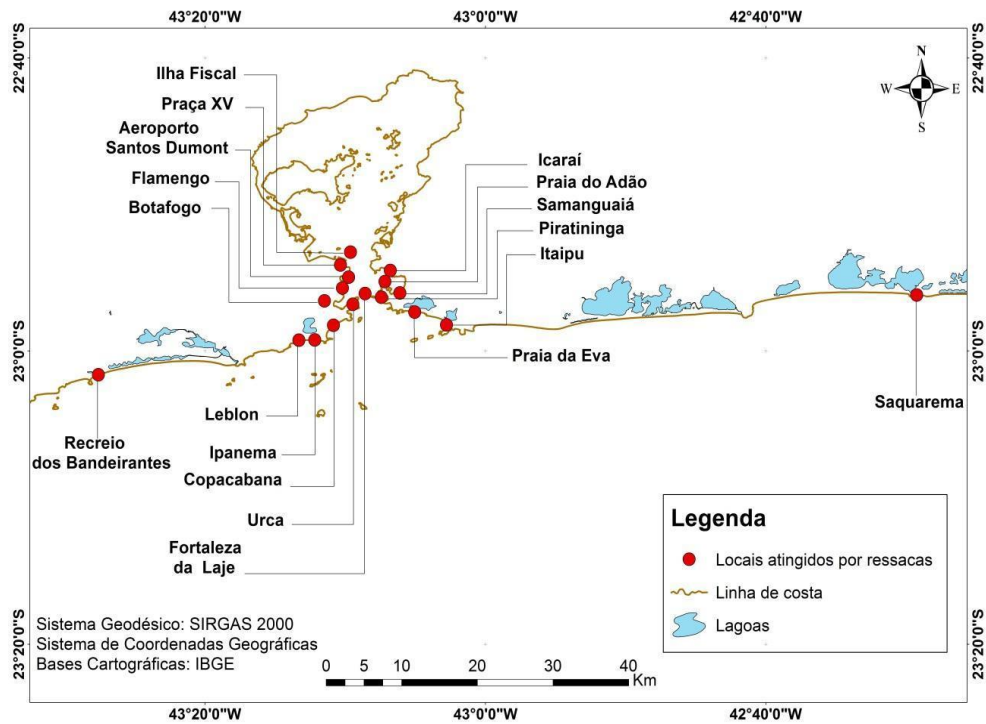 43°20'0"W
43°00'0"W
42°40'0"W
22°40'0"S
22°40'0"S
N
W
E
S
Ilha Fiscal
Praça XV
Aeroporto
Santos Dumont
Flamengo
Botafogo
Icaraí
Praia do Adão
Samanguaiá
Piratininga
Itaipu
23°0'0"S
23°0'0"S
Praia da Eva
Saquarema
Leblon
Recreio
dos Bandeirantes
Ipanema
Copacabana
Urca
Fortaleza
da Laje
Legenda
Locais atingidos por ressacas
Linha de costa
Lagoas
Sistema Geodésico: SIRGAS 2000
Sistema de Coordenadas Geográficas
Bases Cartográficas: IBGE
0 5 10 20 30 40
Km
23°20'0"S
23°20'0"S
43°20'0"W
43°00'0"W
42°40'0"W